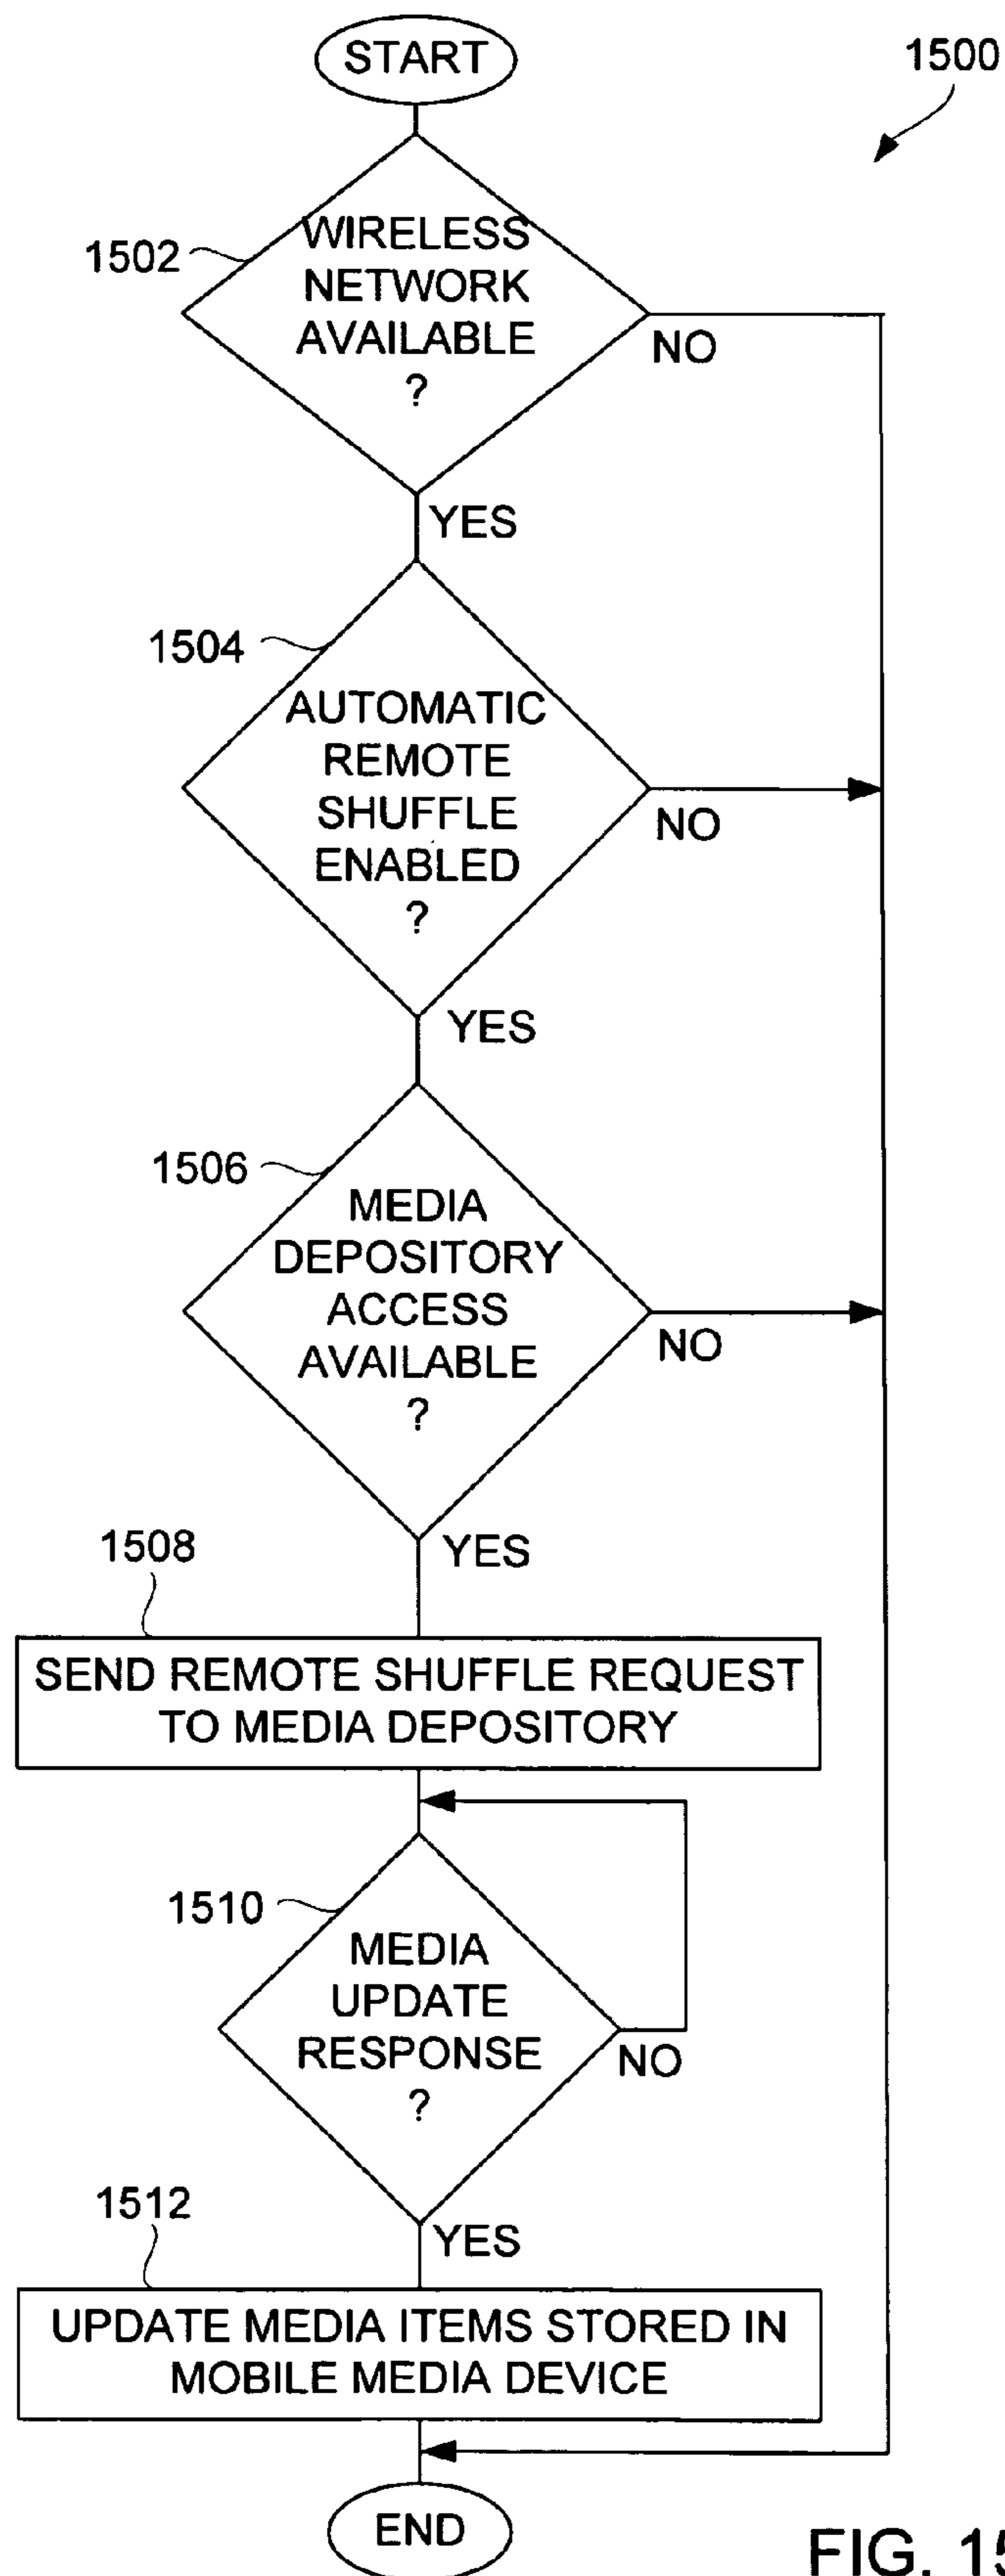 START
1500
1502
WIRELESS
NETWORK
AVAILABLE
?
NO
YES
1504
AUTOMATIC
REMOTE
SHUFFLE
ENABLED
?
NO
YES
1506
MEDIA
DEPOSITORY
ACCESS
AVAILABLE
?
NO
YES
1508
SEND REMOTE SHUFFLE REQUEST
TO MEDIA DEPOSITORY
1510
MEDIA
UPDATE
RESPONSE
?
NO
YES
1512
UPDATE MEDIA ITEMS STORED IN
MOBILE MEDIA DEVICE
END
FIG. 15